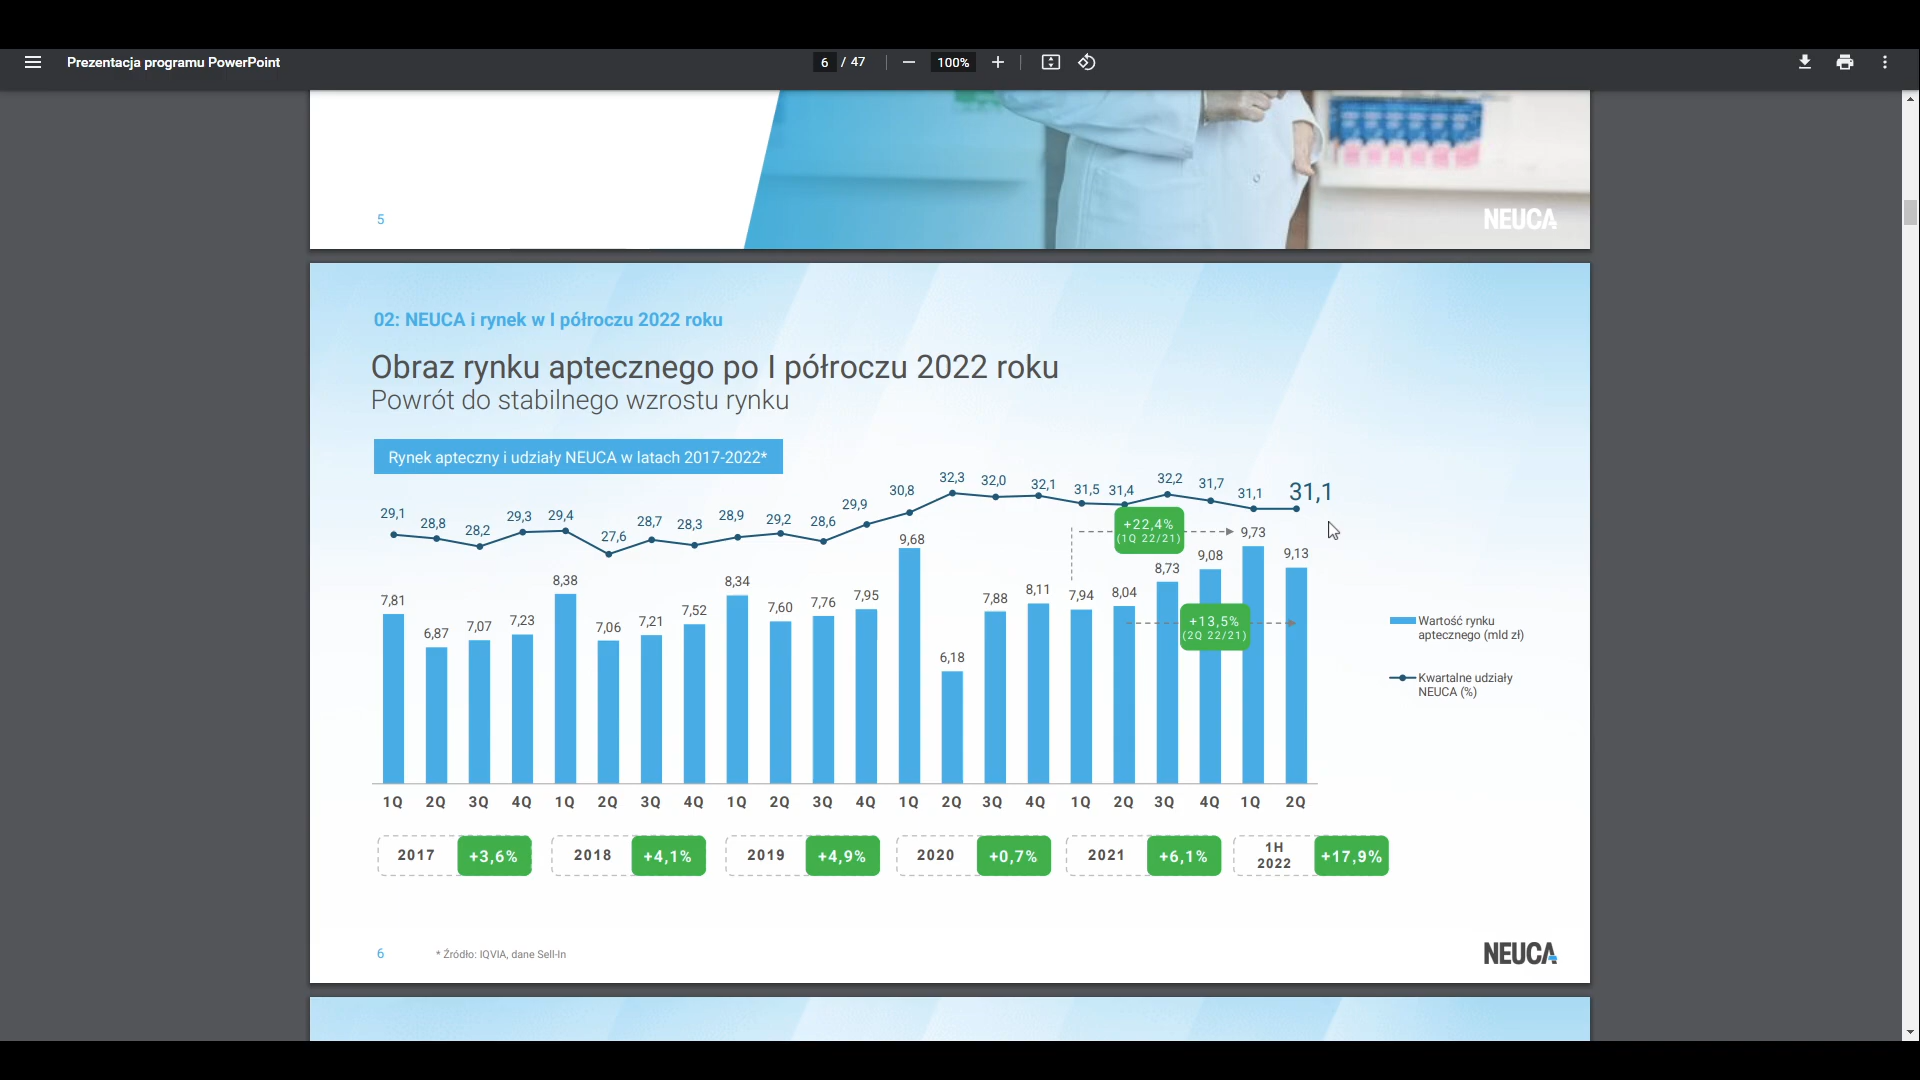 Prezentacja programu PowerPoint
6 / 47
100%
5
NEUCA
02: NEUCA i rynek w I półroczu 2022 roku
Obraz rynku aptecznego po I półroczu 2022 roku
Powrót do stabilnego wzrostu rynku
Rynek apteczny i udziały NEUCA w latach 2017-2022*
29,1 28,8 28,2 29,3 29,4 27,6 28,7 28,3 28,9 29,2 28,6 29,9 30,8 32,3 32,0 32,1 31,5 31,4 32,2 31,7 31,1 31,1
+22,4%
(1Q 22/21)
7,81 6,87 7,07 7,23 8,38 7,06 7,21 7,52 8,34 7,60 7,76 7,95 9,68 6,18 7,88 8,11 7,94 8,04 8,73 9,08 9,73 9,13
+13,5%
(2Q 22/21)
Wartość rynku
aptecznego (mld zł)
Kwartalne udziały
NEUCA (%)
1Q 2Q 3Q 4Q 1Q 2Q 3Q 4Q 1Q 2Q 3Q 4Q 1Q 2Q 3Q 4Q 1Q 2Q 3Q 4Q 1Q 2Q
2017 +3,6% 2018 +4,1% 2019 +4,9% 2020 +0,7% 2021 +6,1% 1H 2022 +17,9%
6
* Źródło: IQVIA, dane Sell-In
NEUCA